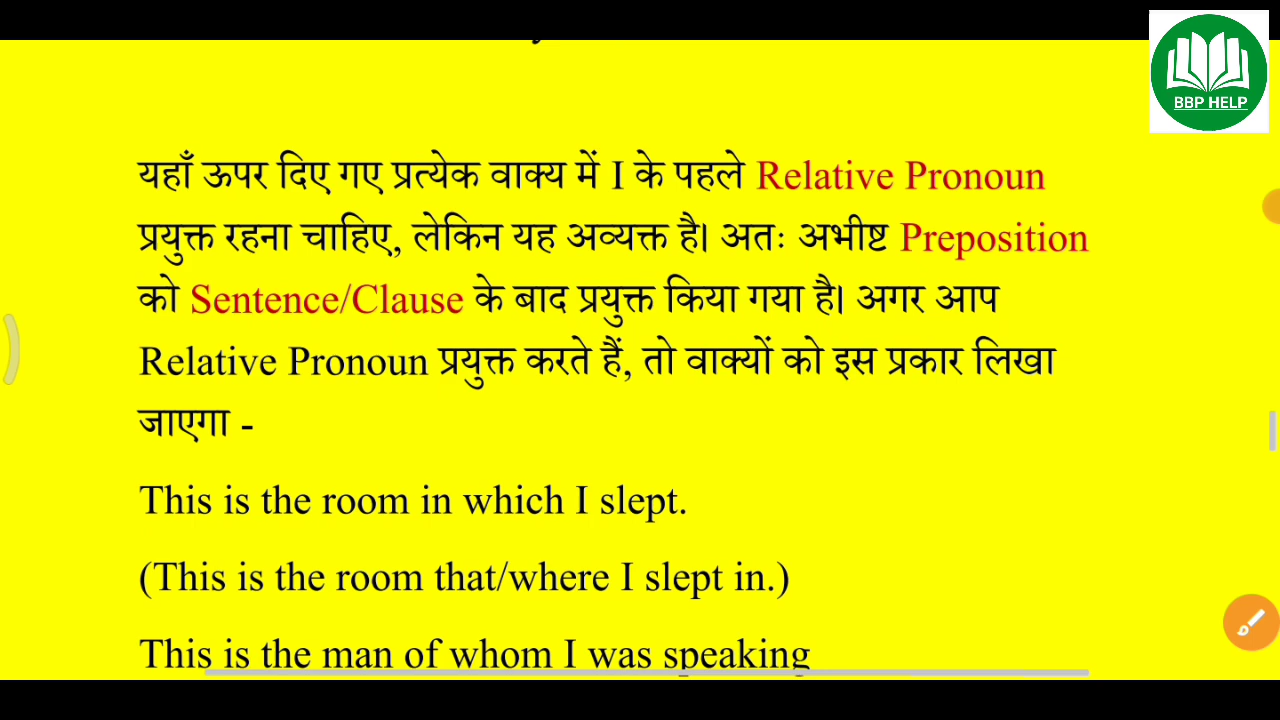 BBP HELP
यहाँ ऊपर दिए गए प्रत्येक वाक्य में I के पहले Relative Pronoun
प्रयुक्त रहना चाहिए, लेकिन यह अव्यक्त है। अतः अभीष्ट Preposition
को Sentence/Clause के बाद प्रयुक्त किया गया है। अगर आप
Relative Pronoun प्रयुक्त करते हैं, तो वाक्यों को इस प्रकार लिखा
जाएगा -
This is the room in which I slept.
(This is the room that/where I slept in.)
This is the man of whom I was speaking